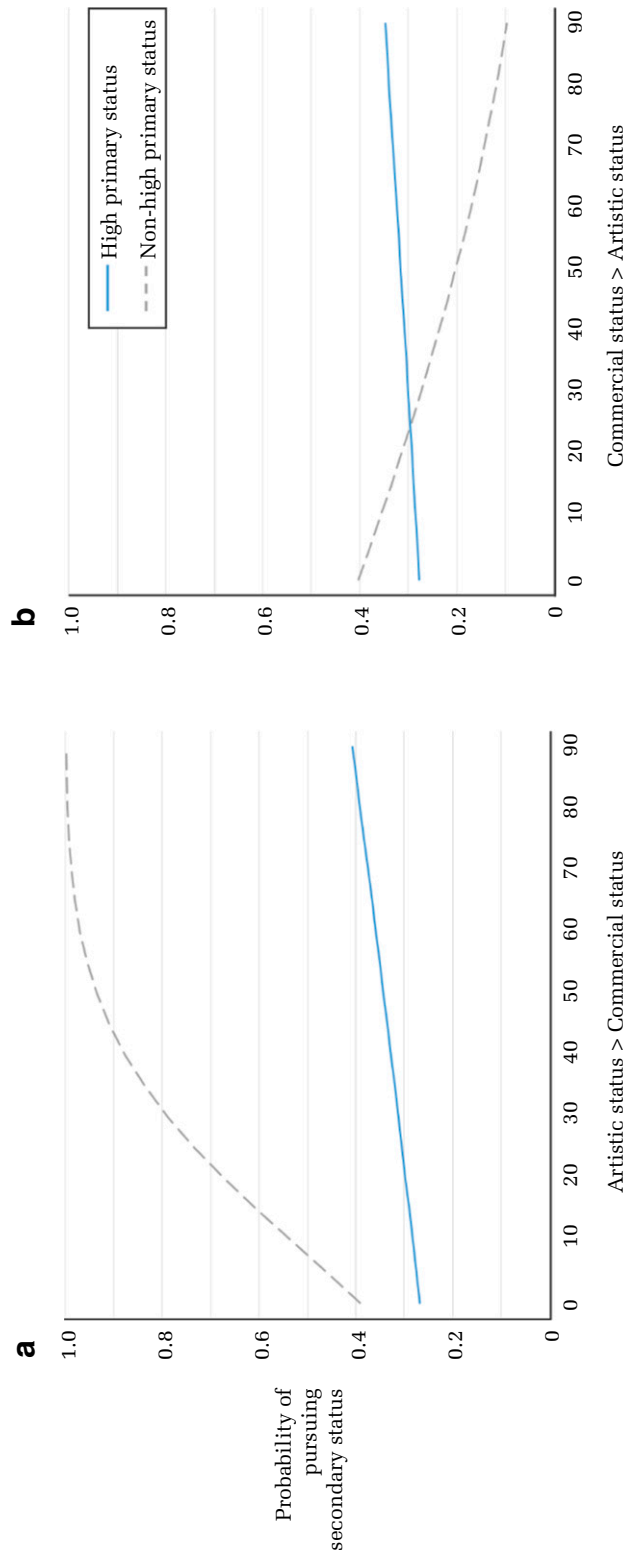 a
Probability of
pursuing
secondary status
1.0
0.8
0.6
0.4
0.2
0
0 10 20 30 40 50 60 70 80 90
Artistic status > Commercial status
b
High primary status
Non-high primary status
1.0
0.8
0.6
0.4
0.2
0
0 10 20 30 40 50 60 70 80 90
Commercial status > Artistic status